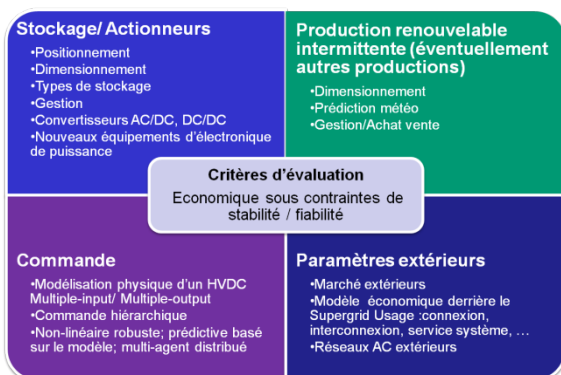 Stockage/ Actionneurs
•Positionnement
•Dimensionnement
•Types de stockage
•Gestion
•Convertisseurs AC/DC, DC/DC
•Nouveaux équipements d'électronique
de puissance
Production renouvelable
intermittente (éventuellement
autres productions)
•Dimensionnement
•Prédiction météo
•Gestion/Achat vente
Critères d'évaluation
Economique sous contraintes de
stabilité / fiabilité
Commande
•Modélisation physique d'un HVDC
Multiple-input/ Multiple-output
•Commande hiérarchique
•Non-linéaire robuste; prédictive basé
sur le modèle; multi-agent distribué
Paramètres extérieurs
•Marché extérieurs
•Modèle économique derrière le
Supergrid Usage :connexion,
interconnexion, service système, …
•Réseaux AC extérieurs